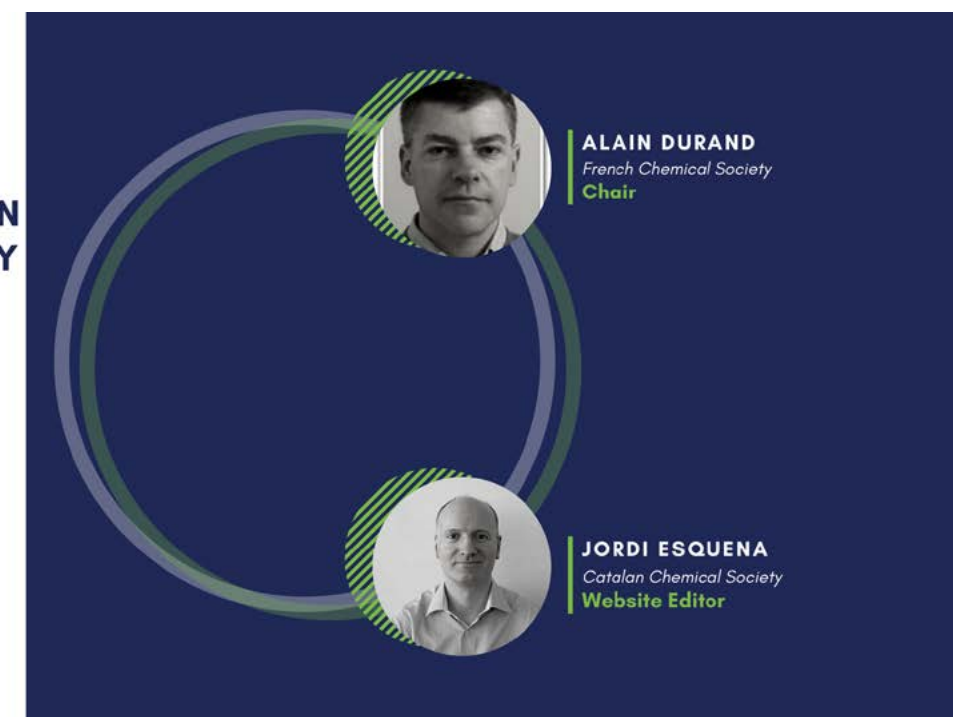 N
Y
ALAIN DURAND
French Chemical Society
Chair
JORDI ESQUENA
Catalan Chemical Society
Website Editor